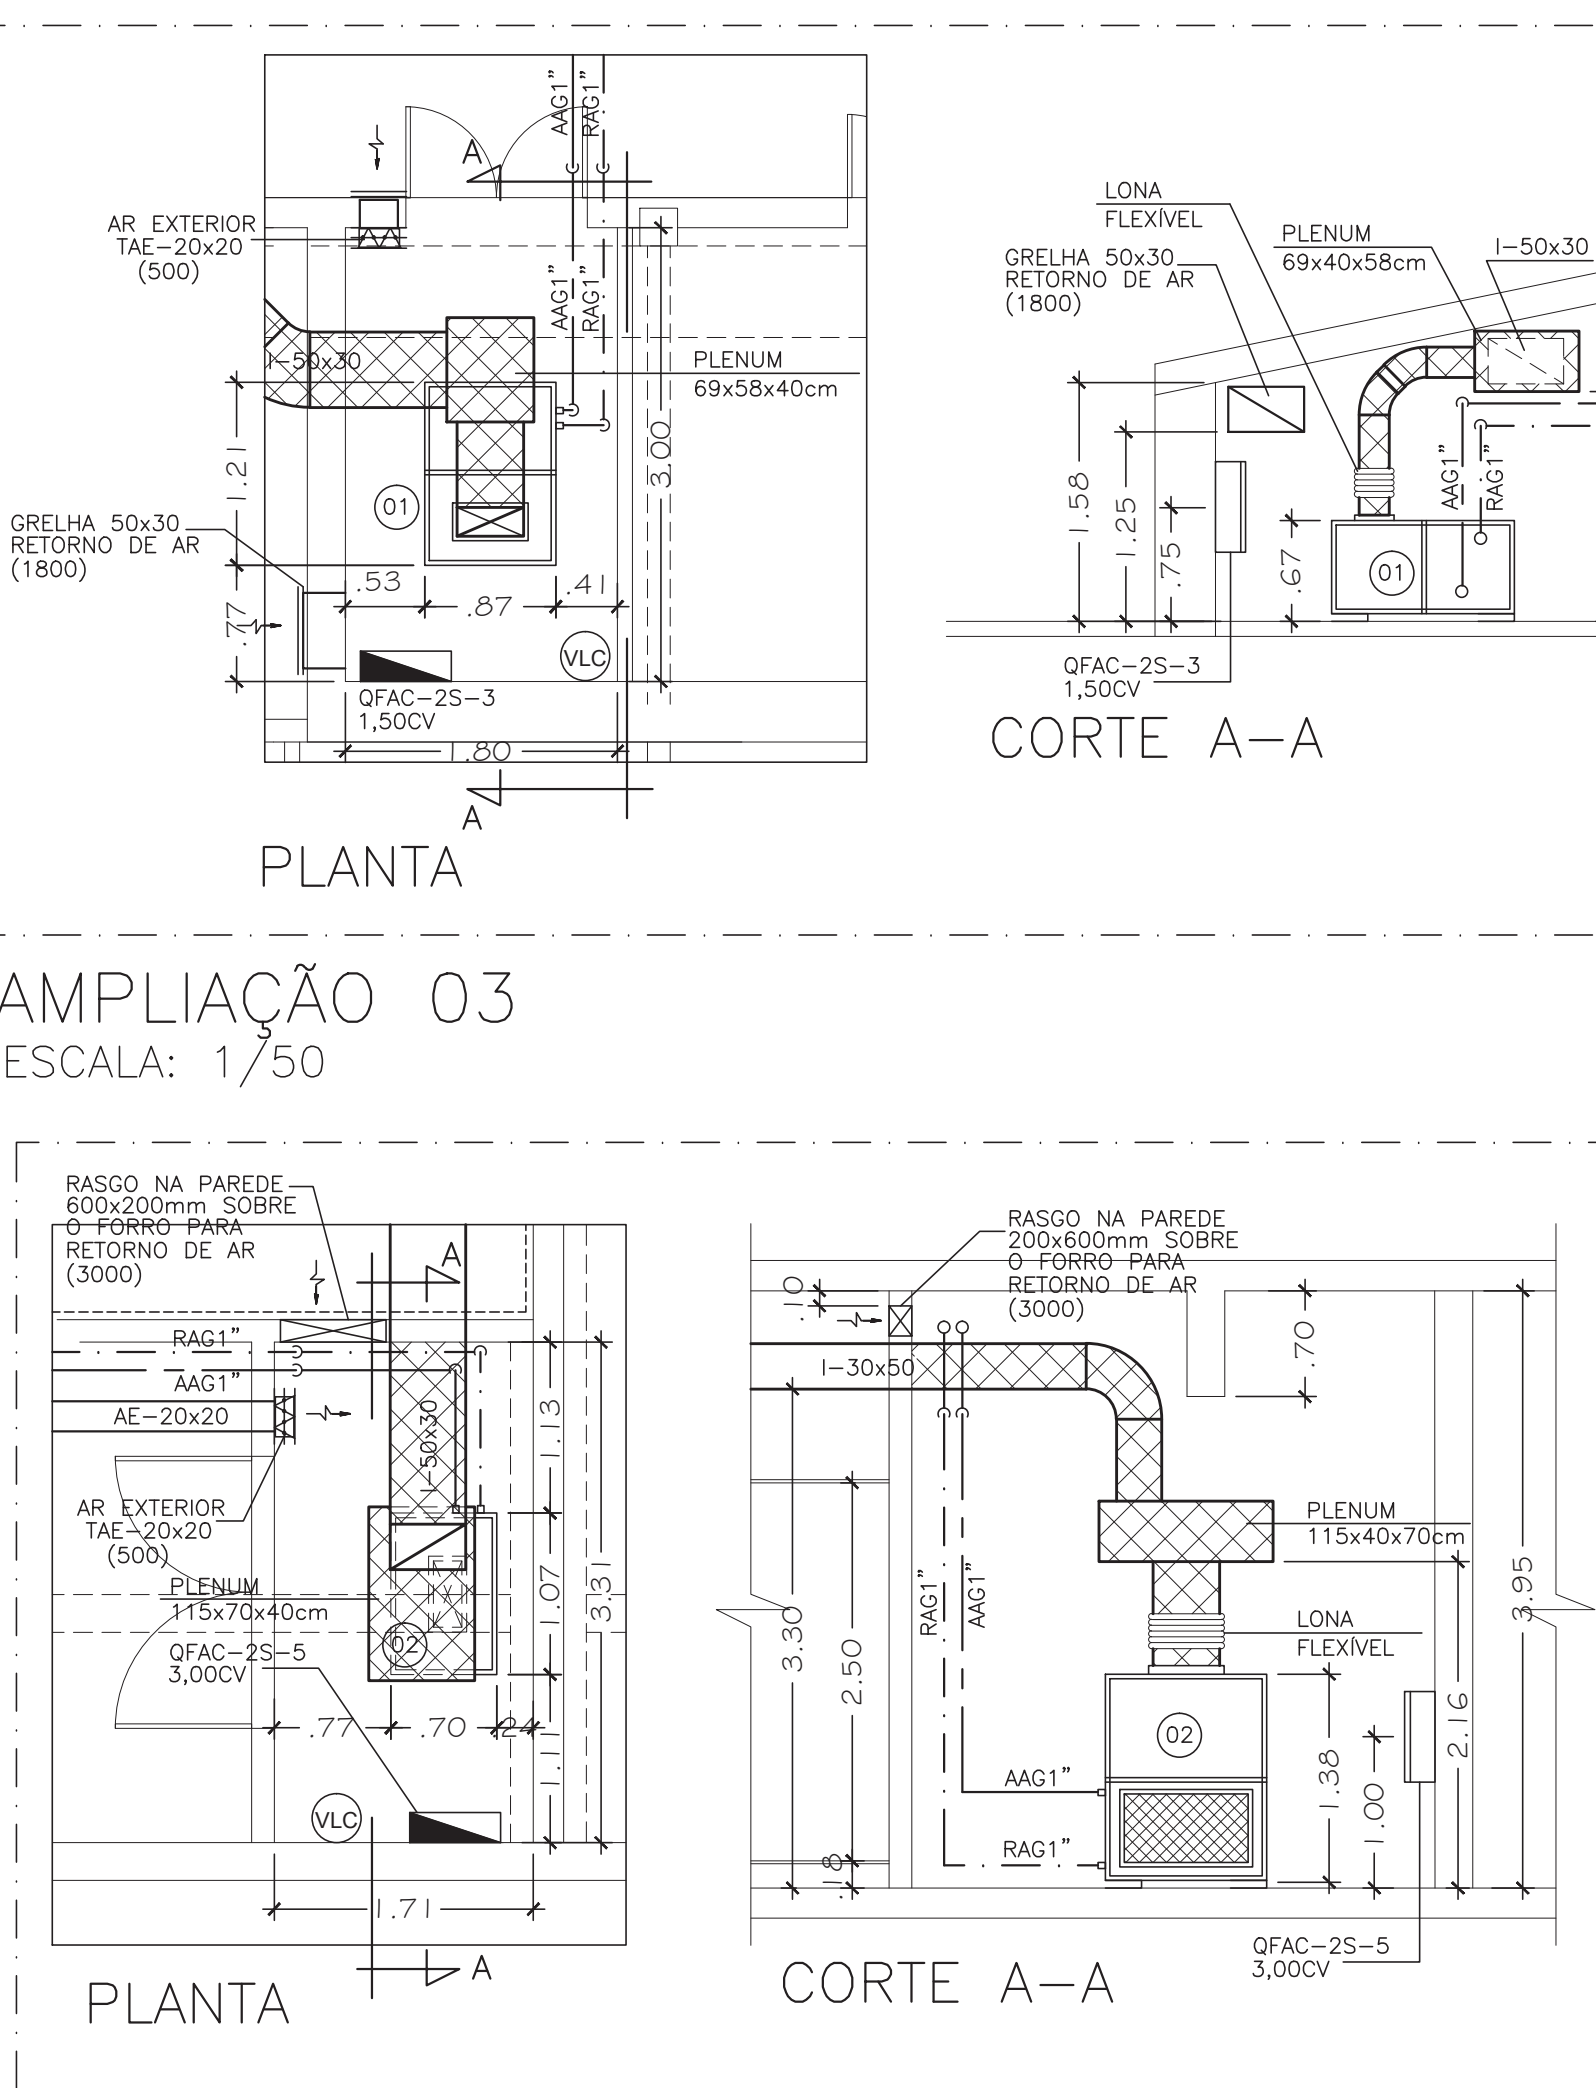 AAG1"
RAG1"
A
AR EXTERIOR
TAE-20x20
(500)
AAG1"
RAG1"
I-50x30
PLENUM
69x58x40cm
1.21
3.00
01
GRELHA 50x30
RETORNO DE AR
(1800)
.53
.87
.41
.77
VLC
QFAC-2S-3
1,50CV
1.80
A
PLANTA
LONA
FLEXÍVEL
GRELHA 50x30
RETORNO DE AR
(1800)
PLENUM
69x40x58cm
I-50x30
1.58
1.25
.75
.67
AAG1"
RAG1"
01
QFAC-2S-3
1,50CV
CORTE A-A
AMPLIAÇÃO 03
ESCALA: 1/50
RASGO NA PAREDE
600x200mm SOBRE
O FORRO PARA
RETORNO DE AR
(3000)
A
RAG1"
AAG1"
AE-20x20
I-50x30
1.13
AR EXTERIOR
TAE-20x20
(500)
PLENUM
115x70x40cm
1.07
3.31
02
QFAC-2S-5
3,00CV
.77
.70
.24
1.11
VLC
1.71
A
PLANTA
RASGO NA PAREDE
200x600mm SOBRE
O FORRO PARA
RETORNO DE AR
(3000)
.10
.70
I-30x50
PLENUM
115x40x70cm
RAG1"
AAG1"
3.30
2.50
3.95
LONA
FLEXÍVEL
2.16
02
1.38
1.00
AAG1"
RAG1"
.18
QFAC-2S-5
3,00CV
CORTE A-A